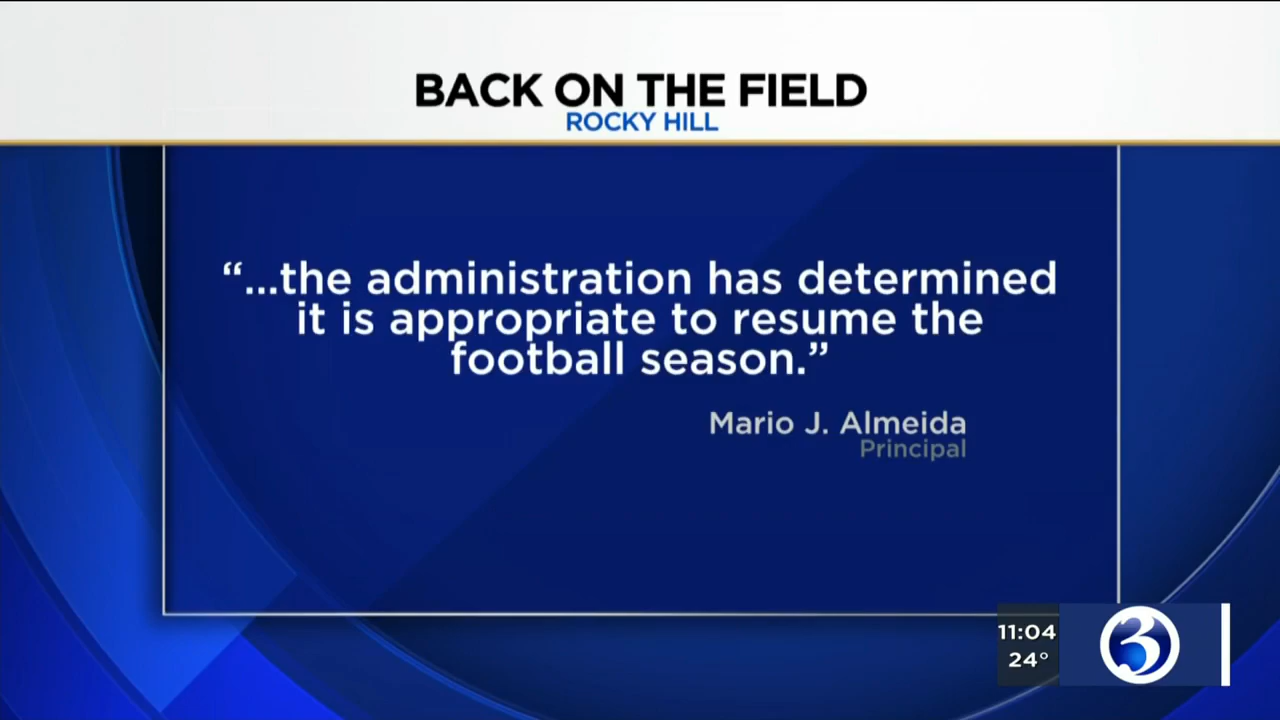 BACK ON THE FIELD
ROCKY HILL
“...the administration has determined
it is appropriate to resume the
football season.”
Mario J. Almeida
Principal
11:04
24°
3